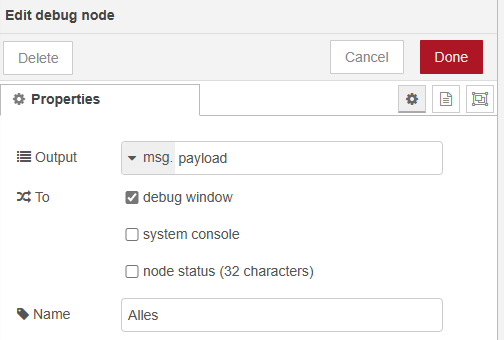 Edit debug node
Delete
Cancel
Done
Properties
Output
msg. payload
To
debug window
system console
node status (32 characters)
Name
Alles